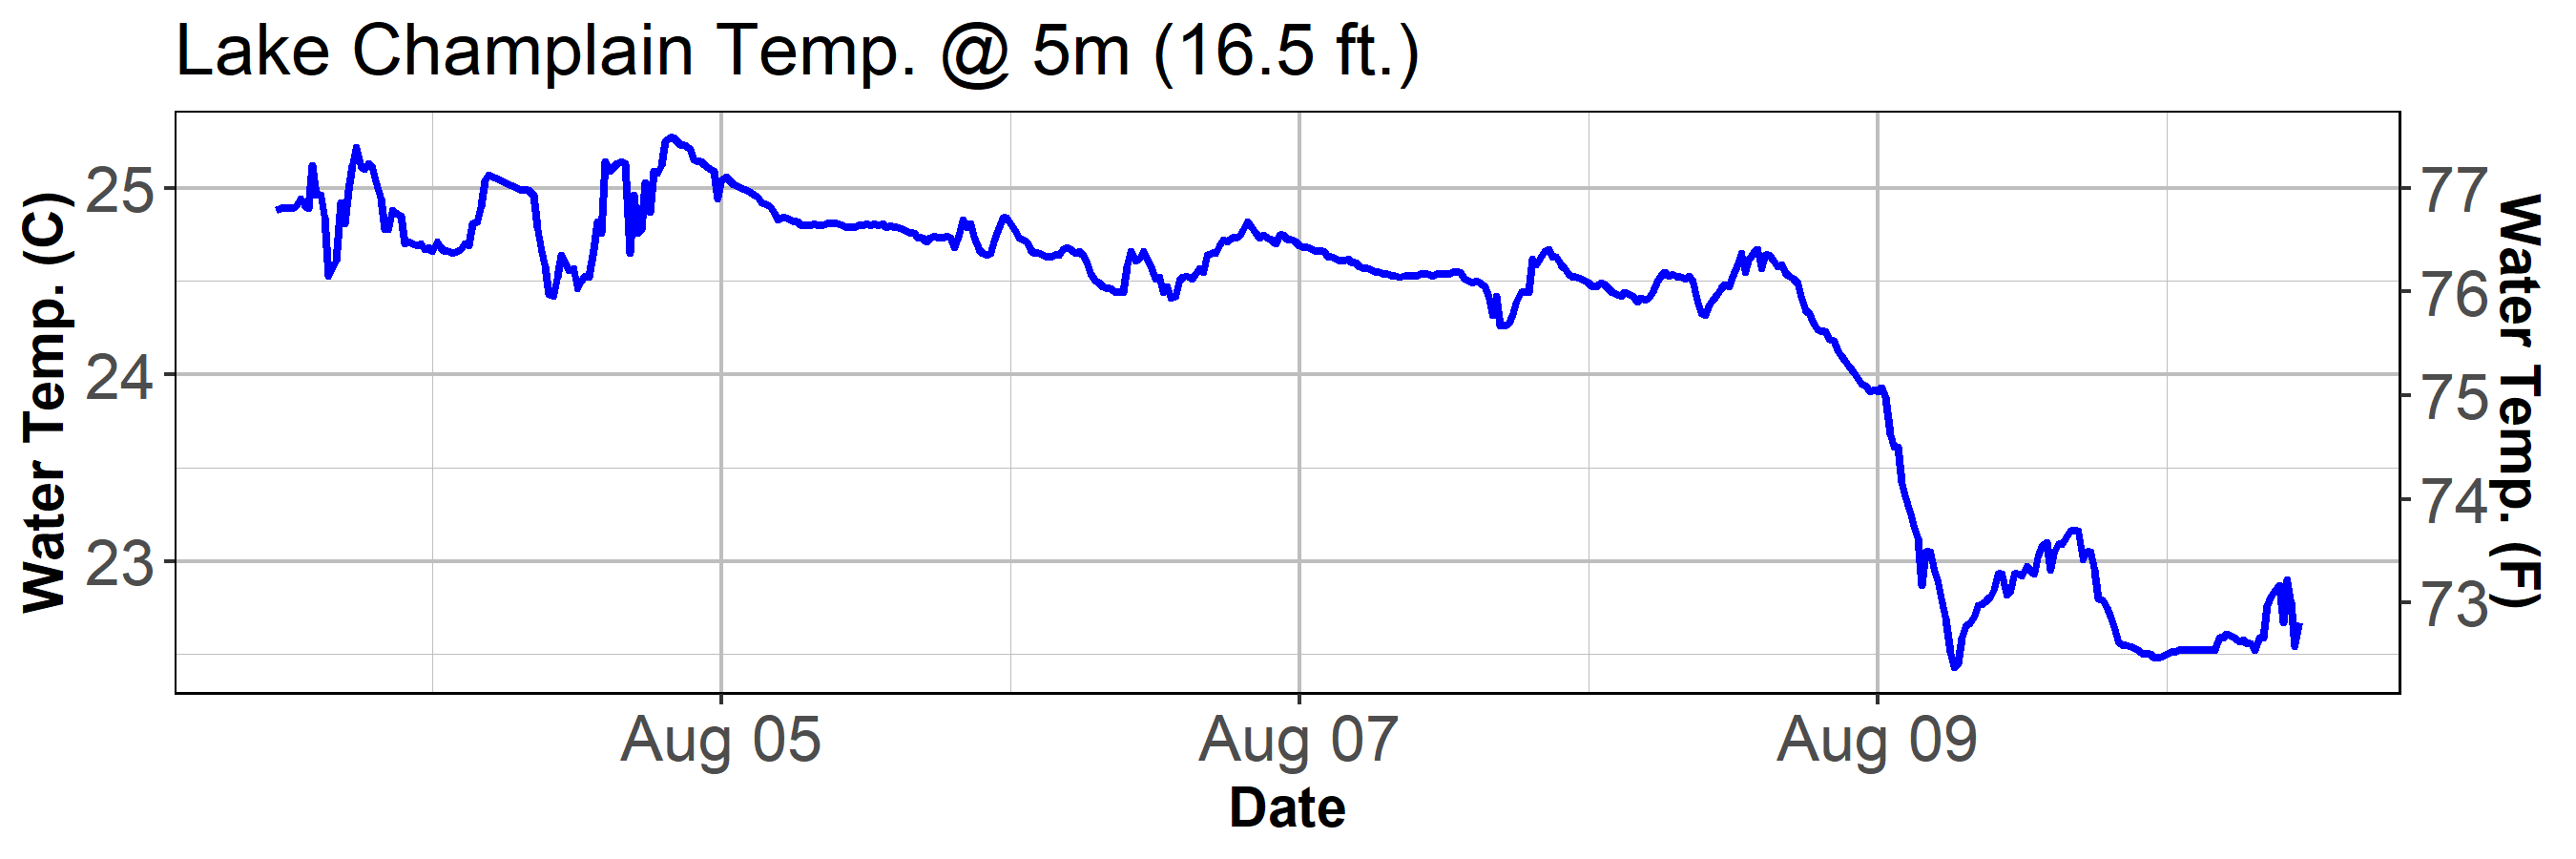 Lake Champlain Temp. @ 5m (16.5 ft.)
Water Temp. (C)
25
24
23
77
76
75
74
73
Water Temp. (F)
Aug 05
Aug 07
Aug 09
Date